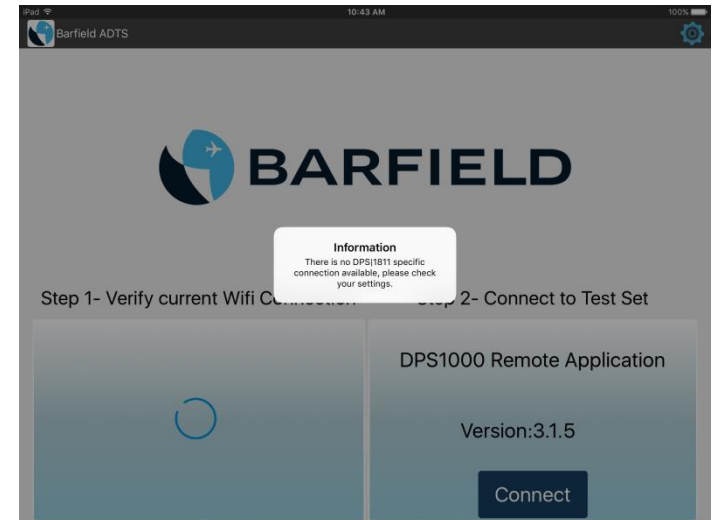 iPad 10:43 AM 100%
Barfield ADTS
BARFIELD
Information
There is no DPS|1811 specific
connection available, please check
your settings.
Step 1- Verify current Wifi Connection Step 2- Connect to Test Set
DPS1000 Remote Application
Version:3.1.5
Connect